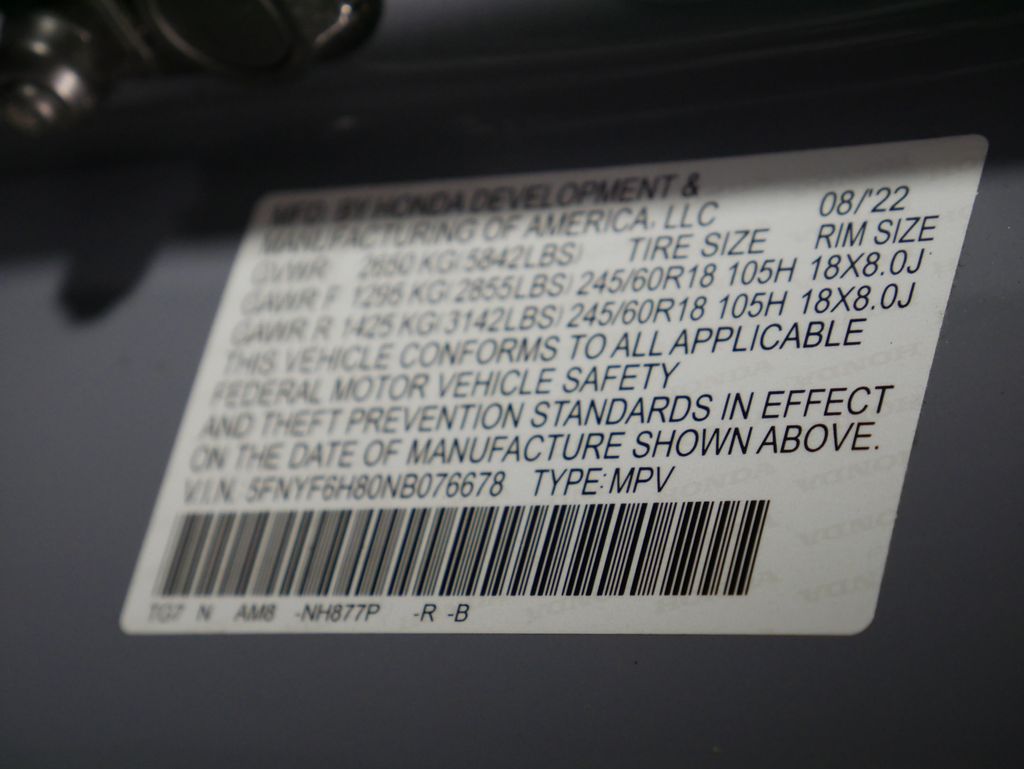 MFD. BY HONDA DEVELOPMENT &
MANUFACTURING OF AMERICA, LLC 08/'22
GVWR 2650 KG(5842LBS) TIRE SIZE RIM SIZE
GAWR F 1295 KG(2855LBS) 245/60R18 105H 18X8.0J
GAWR R 1425 KG(3142LBS) 245/60R18 105H 18X8.0J
THIS VEHICLE CONFORMS TO ALL APPLICABLE
FEDERAL MOTOR VEHICLE SAFETY
AND THEFT PREVENTION STANDARDS IN EFFECT
ON THE DATE OF MANUFACTURE SHOWN ABOVE.
V.I.N. 5FNYF6H80NB076678 TYPE: MPV
TG7 N AM8 -NH877P -R -B